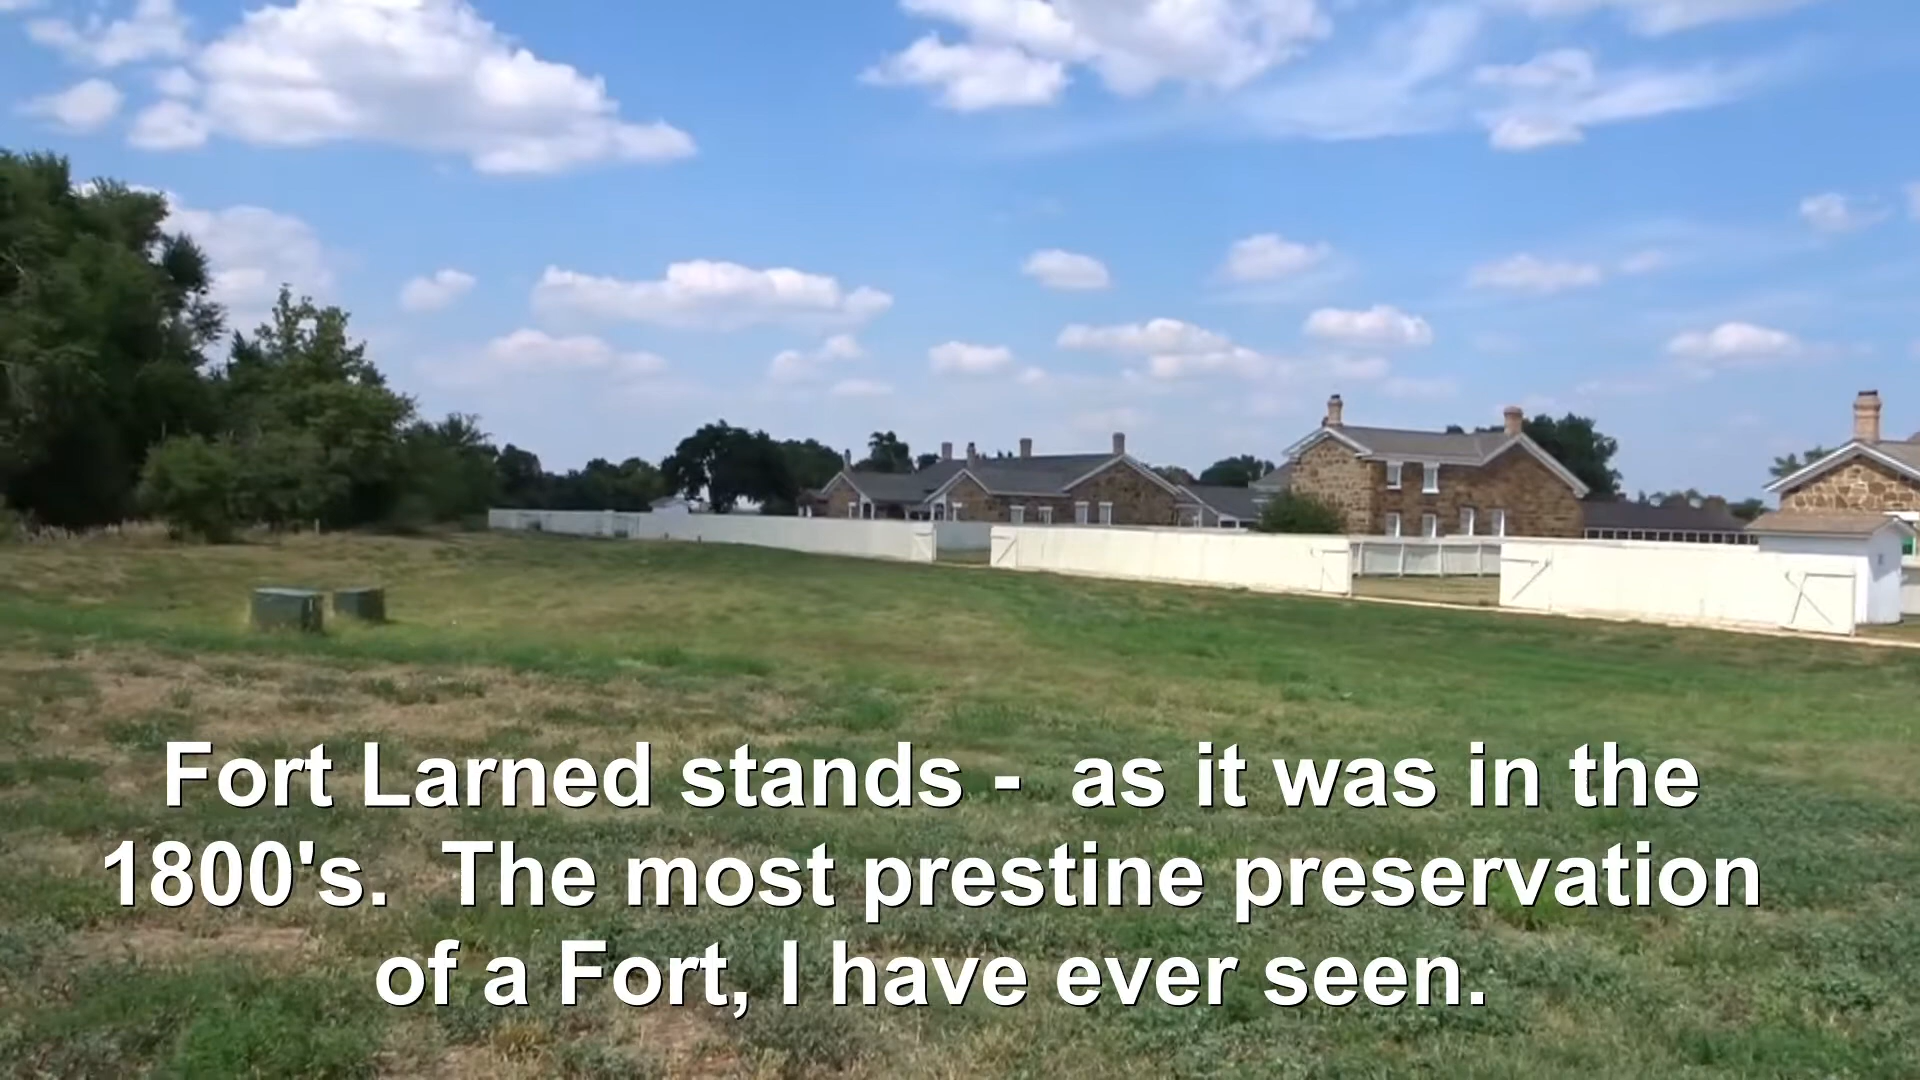 Fort Larned stands -  as it was in the
1800's.  The most prestine preservation
of a Fort, I have ever seen.